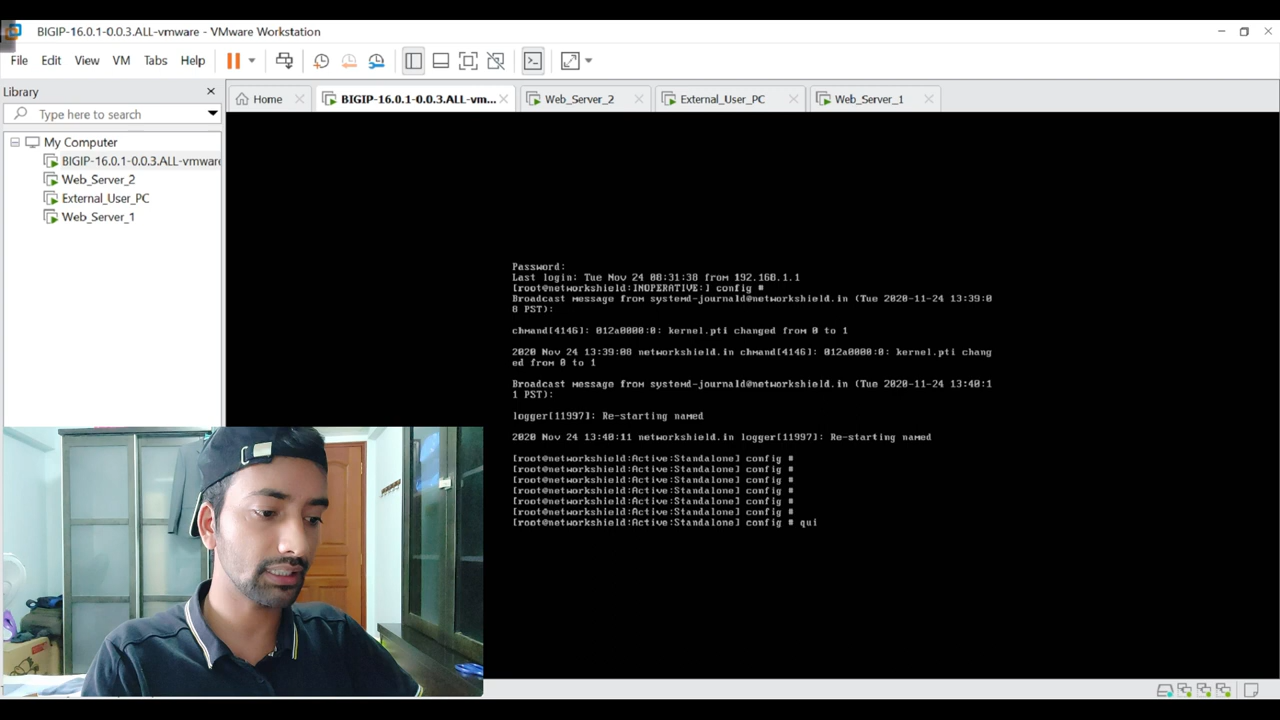 BIGIP-16.0.1-0.0.3.ALL-vmware - VMware Workstation
File Edit View VM Tabs Help
Library
Type here to search
My Computer
BIGIP-16.0.1-0.0.3.ALL-vmware
Web_Server_2
External_User_PC
Web_Server_1
Home
BIGIP-16.0.1-0.0.3.ALL-vm...
Web_Server_2
External_User_PC
Web_Server_1
Password:
Last login: Tue Nov 24 08:31:38 from 192.168.1.1
[root@networkshield:INOPERATIVE:] config #
Broadcast message from systemd-journald@networkshield.in (Tue 2020-11-24 13:39:0
8 PST):
chmand[4146]: 012a0000:0: kernel.pti changed from 0 to 1
2020 Nov 24 13:39:08 networkshield.in chmand[4146]: 012a0000:0: kernel.pti chang
ed from 0 to 1
Broadcast message from systemd-journald@networkshield.in (Tue 2020-11-24 13:40:1
1 PST):
logger[11997]: Re-starting named
2020 Nov 24 13:40:11 networkshield.in logger[11997]: Re-starting named
[root@networkshield:Active:Standalone] config #
[root@networkshield:Active:Standalone] config #
[root@networkshield:Active:Standalone] config #
[root@networkshield:Active:Standalone] config #
[root@networkshield:Active:Standalone] config #
[root@networkshield:Active:Standalone] config #
[root@networkshield:Active:Standalone] config # qui